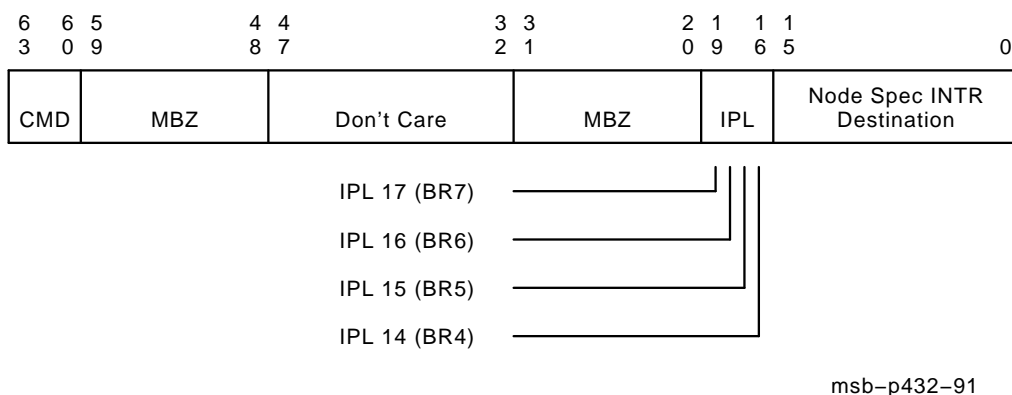 6 6 5 4 4 3 3 2 1 1 1
3 0 9 8 7 2 1 0 9 6 5 0
CMD MBZ Don't Care MBZ IPL Node Spec INTR
Destination
IPL 17 (BR7)
IPL 16 (BR6)
IPL 15 (BR5)
IPL 14 (BR4)
msb−p432−91